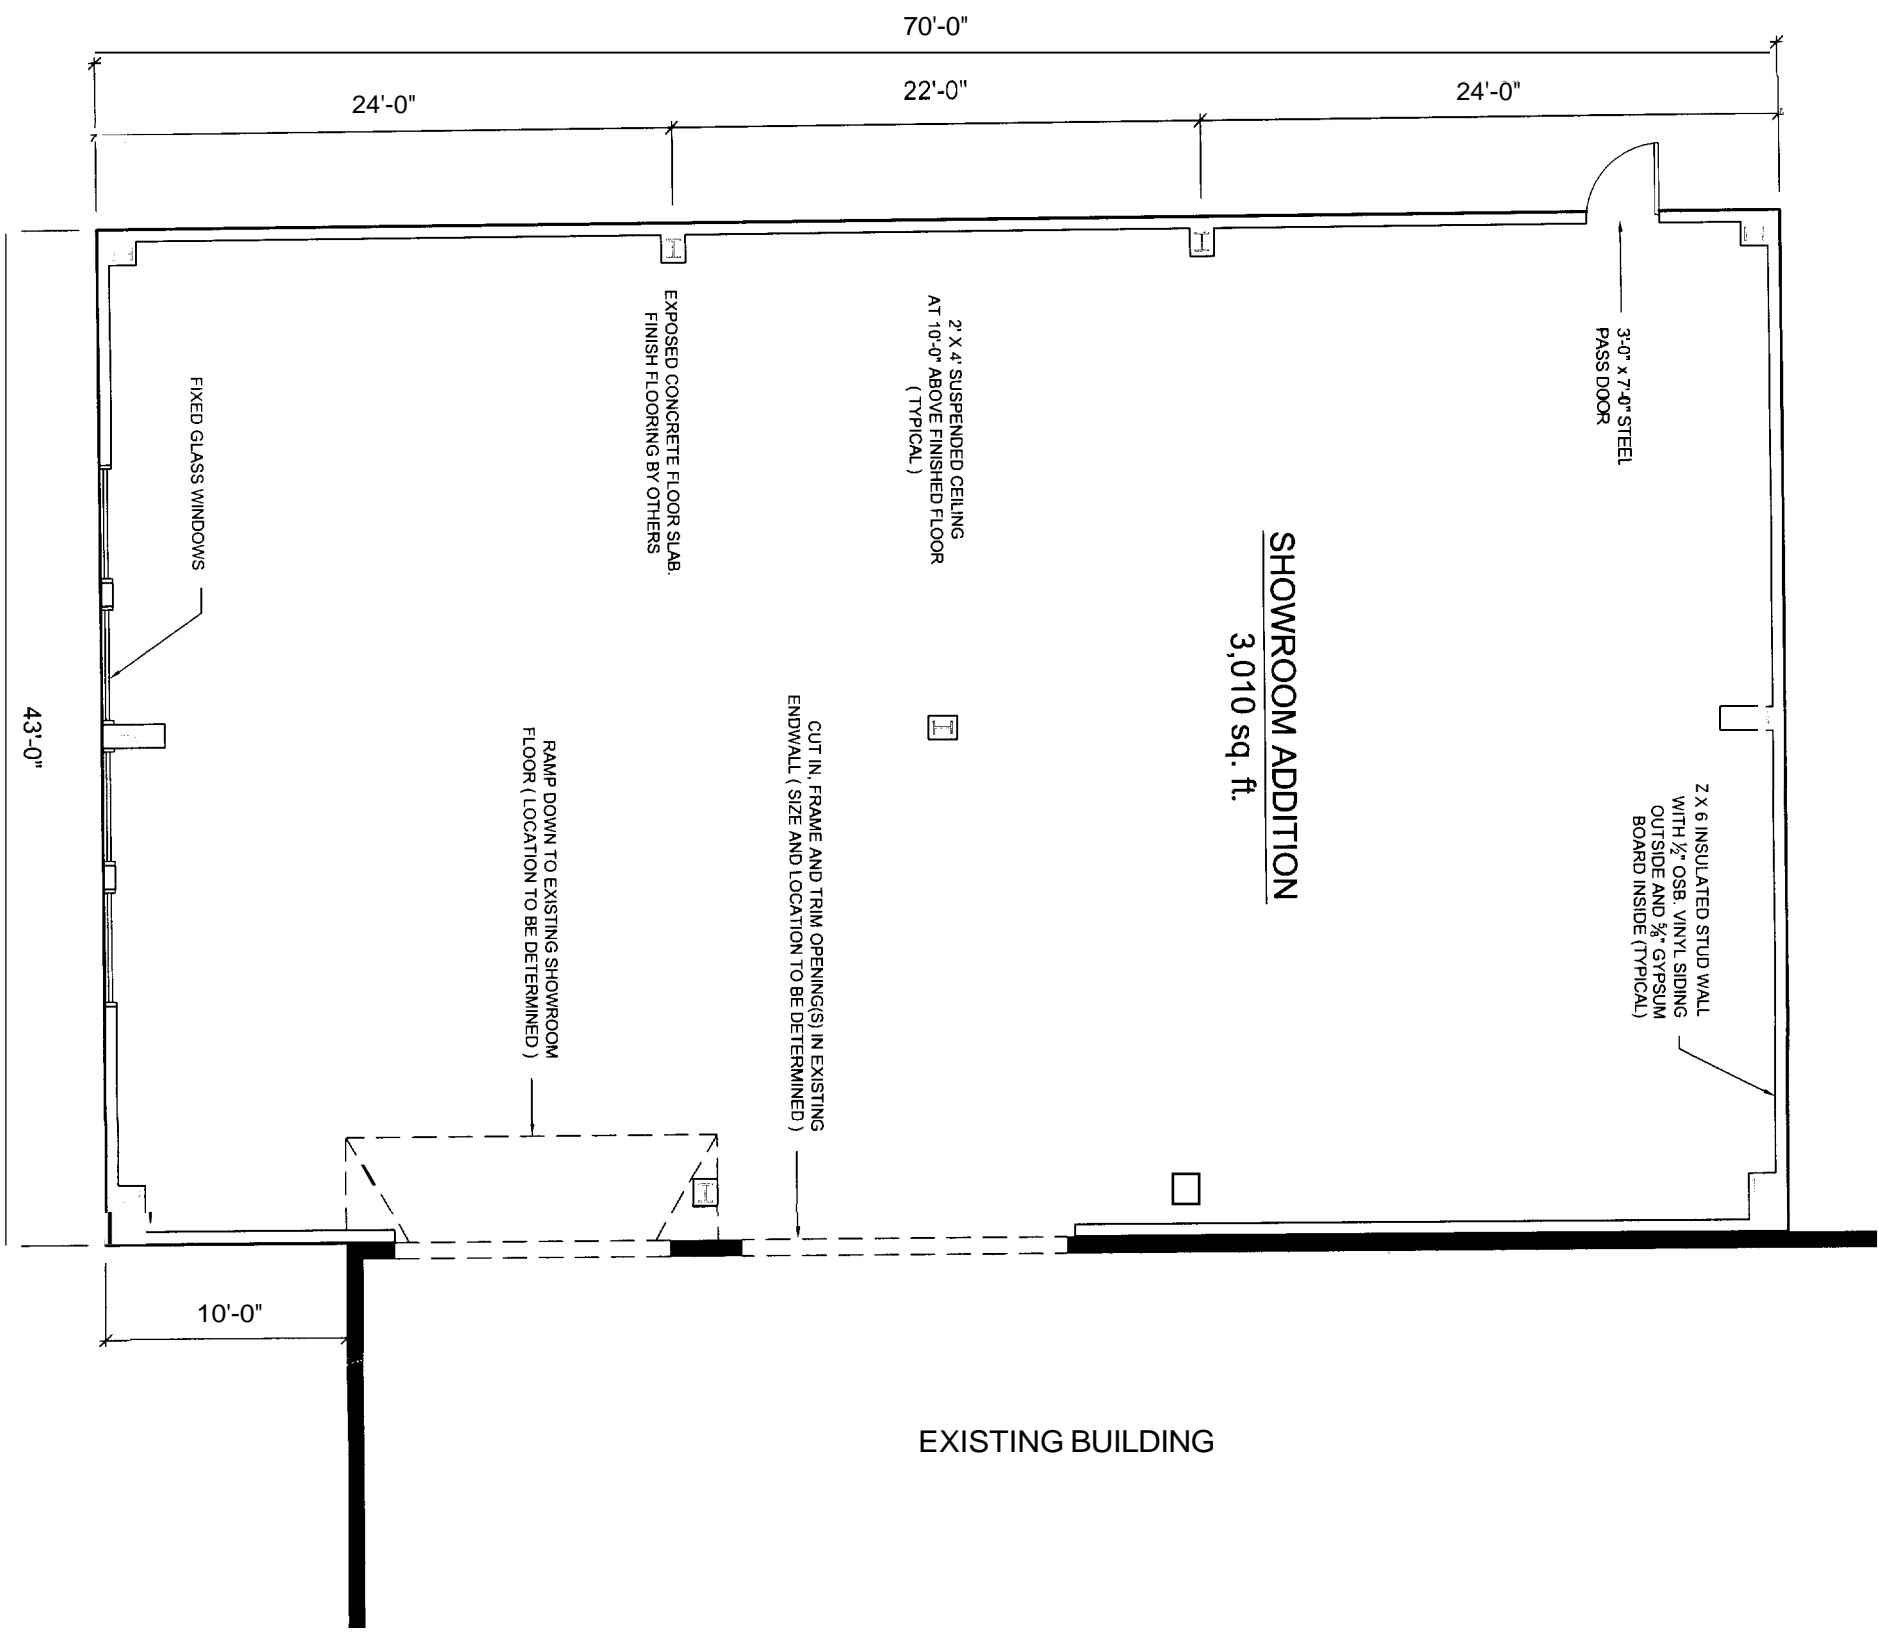 70'-0"
24'-0"
22'-0"
24'-0"
3'-0" x 7'-0" STEEL
PASS DOOR
2' X 4' SUSPENDED CEILING
AT 10'-0" ABOVE FINISHED FLOOR
( TYPICAL )
EXPOSED CONCRETE FLOOR SLAB.
FINISH FLOORING BY OTHERS
FIXED GLASS WINDOWS
SHOWROOM ADDITION
3,010 sq. ft.
2 X 6 INSULATED STUD WALL
WITH ½" OSB. VINYL SIDING
OUTSIDE AND ⅝" GYPSUM
BOARD INSIDE (TYPICAL)
CUT IN, FRAME AND TRIM OPENING(S) IN EXISTING
ENDWALL ( SIZE AND LOCATION TO BE DETERMINED )
RAMP DOWN TO EXISTING SHOWROOM
FLOOR ( LOCATION TO BE DETERMINED )
43'-0"
10'-0"
EXISTING BUILDING